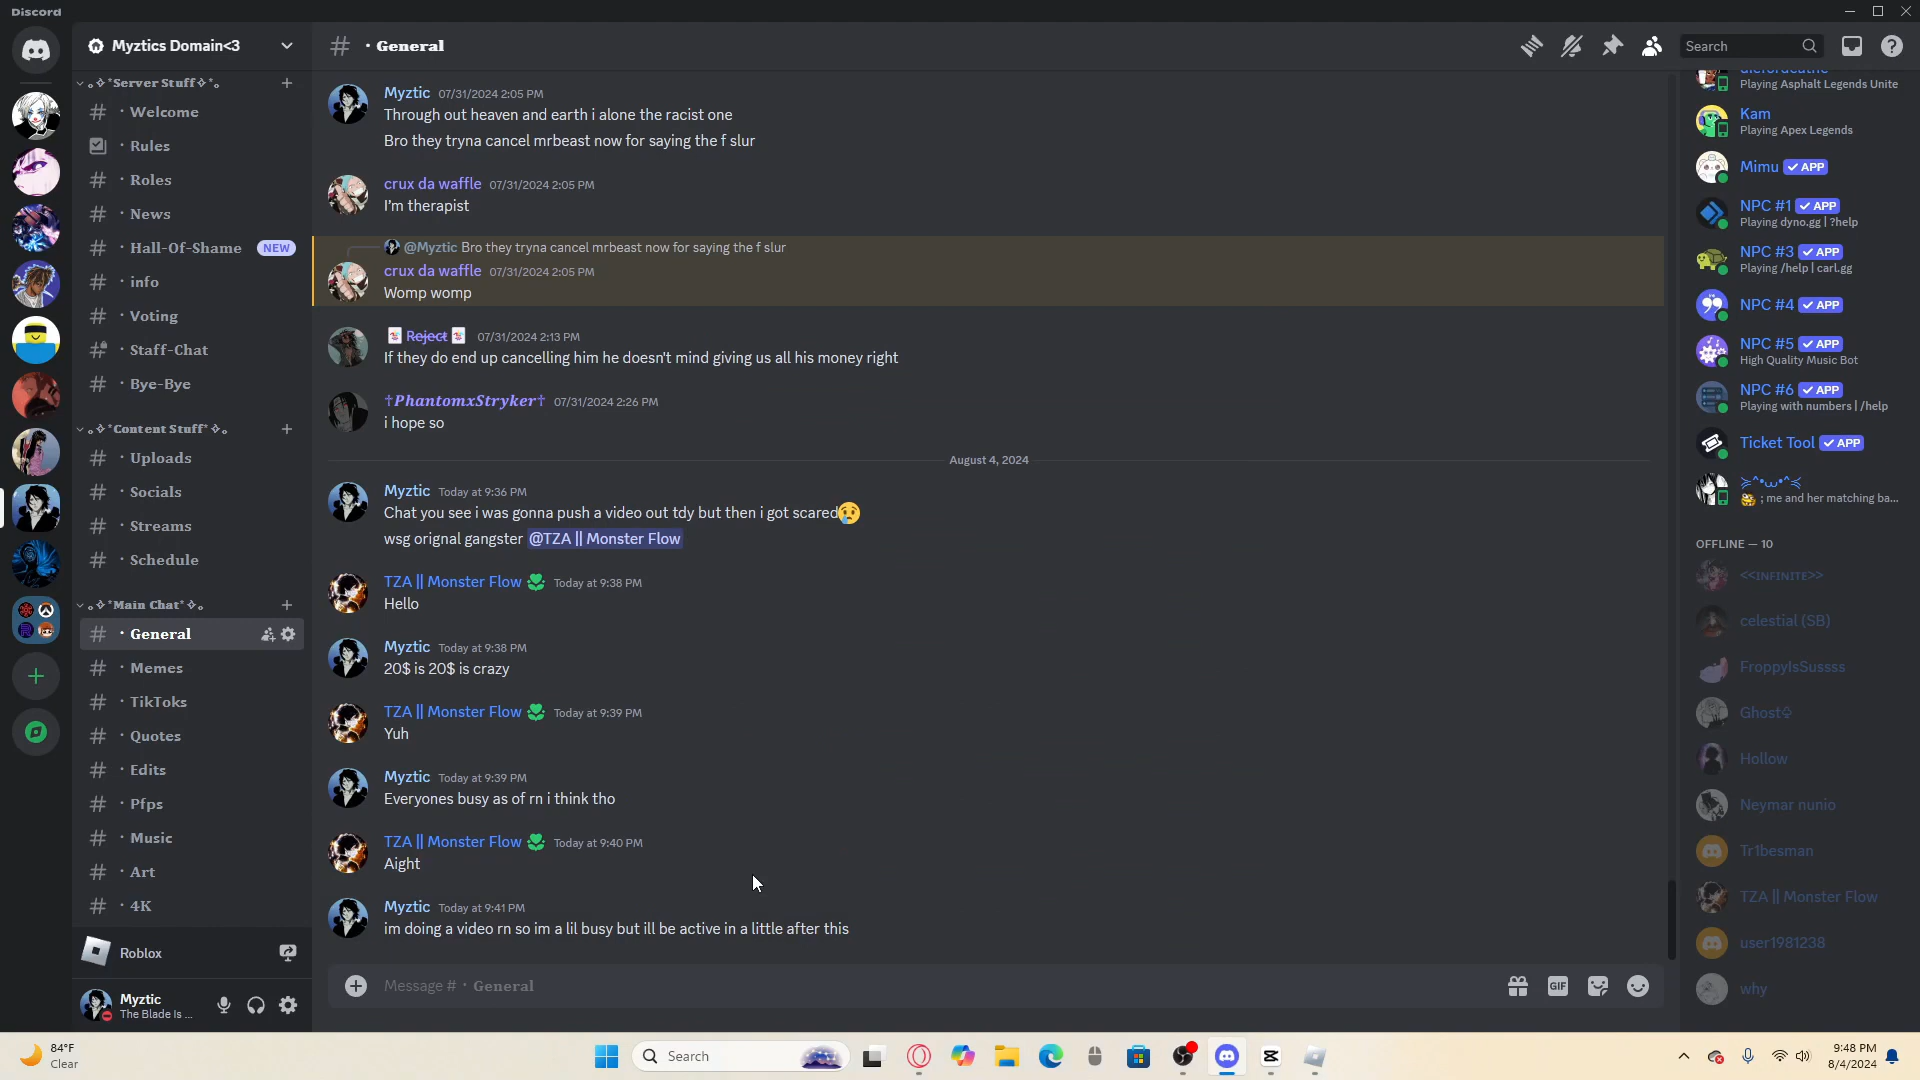 Discord
Myztics Domain<3
｡✧*Server Stuff✧*｡
· Welcome
· Rules
· Roles
· News
· Hall-Of-Shame NEW
· info
· Voting
· Staff-Chat
· Bye-Bye
｡✧*Content Stuff*✧｡
· Uploads
· Socials
· Streams
· Schedule
｡✧*Main Chat*✧｡
· General
· Memes
· TikToks
· Quotes
· Edits
· Pfps
· Music
· Art
· 4K
Roblox
Myztic
The Blade Is ...
# · General
Search
Myztic 07/31/2024 2:05 PM
Through out heaven and earth i alone the racist one
Bro they tryna cancel mrbeast now for saying the f slur
crux da waffle 07/31/2024 2:05 PM
I'm therapist
@Myztic Bro they tryna cancel mrbeast now for saying the f slur
crux da waffle 07/31/2024 2:05 PM
Womp womp
🃏Reject🃏 07/31/2024 2:13 PM
If they do end up cancelling him he doesn't mind giving us all his money right
†PhantomxStryker† 07/31/2024 2:26 PM
i hope so
August 4, 2024
Myztic Today at 9:36 PM
Chat you see i was gonna push a video out tdy but then i got scared😢
wsg orignal gangster @TZA || Monster Flow
TZA || Monster Flow Today at 9:38 PM
Hello
Myztic Today at 9:38 PM
20$ is 20$ is crazy
TZA || Monster Flow Today at 9:39 PM
Yuh
Myztic Today at 9:39 PM
Everyones busy as of rn i think tho
TZA || Monster Flow Today at 9:40 PM
Aight
Myztic Today at 9:41 PM
im doing a video rn so im a lil busy but ill be active in a little after this
Message # · General
GIF
Playing Asphalt Legends Unite
Kam
Playing Apex Legends
Mimu ✓ APP
NPC #1 ✓ APP
Playing dyno.gg | ?help
NPC #3 ✓ APP
Playing /help | carl.gg
NPC #4 ✓ APP
NPC #5 ✓ APP
High Quality Music Bot
NPC #6 ✓ APP
Playing with numbers | /help
Ticket Tool ✓ APP
≽^•⩊•^≼
; me and her matching ba...
OFFLINE — 10
<<INFINITE>>
celestial (SB)
FroppyIsSussss
Ghost♤
Hollow
Neymar nunio
Tr1besman
TZA || Monster Flow
user1981238
why
84°F
Clear
Search
9:48 PM
8/4/2024